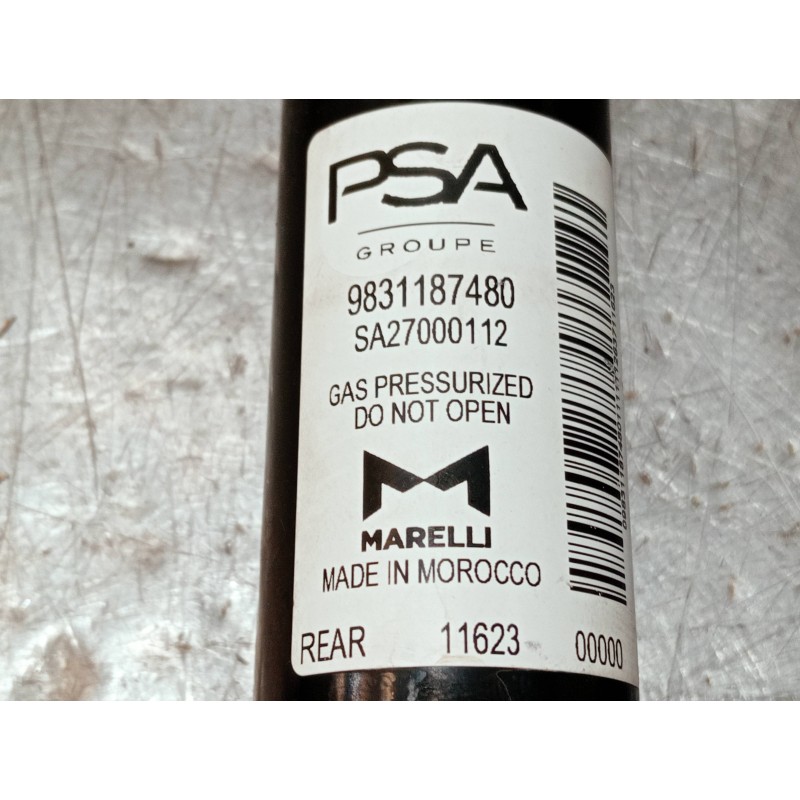 PSA
GROUPE
9831187480
SA27000112
GAS PRESSURIZED
DO NOT OPEN
MARELLI
MADE IN MOROCCO
REAR 11623 00000